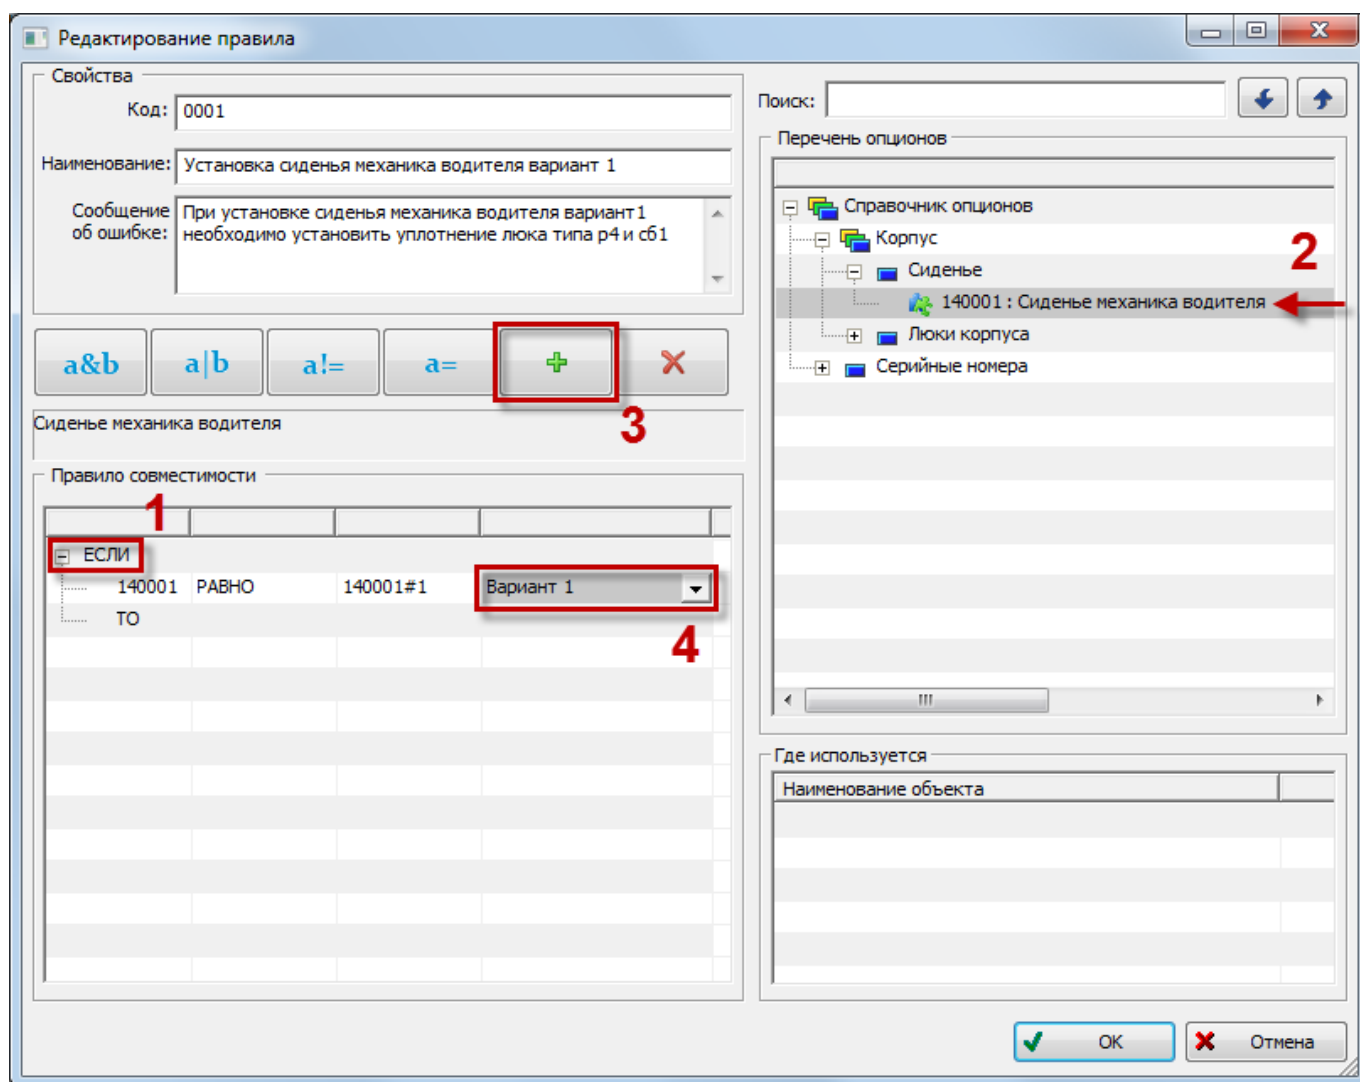 Редактирование правила
Свойства
Код: 0001
Наименование: Установка сиденья механика водителя вариант 1
Сообщение об ошибке:
При установке сиденья механика водителя вариант1
необходимо установить уплотнение люка типа р4 и сб1
a&b a|b a!= a=
3
Сиденье механика водителя
Правило совместимости
1
ЕСЛИ
140001 РАВНО 140001#1 Вариант 1
ТО
4
Поиск:
Перечень опционов
Справочник опционов
Корпус
2
Сиденье
140001 : Сиденье механика водителя
Люки корпуса
Серийные номера
Где используется
Наименование объекта
OK Отмена